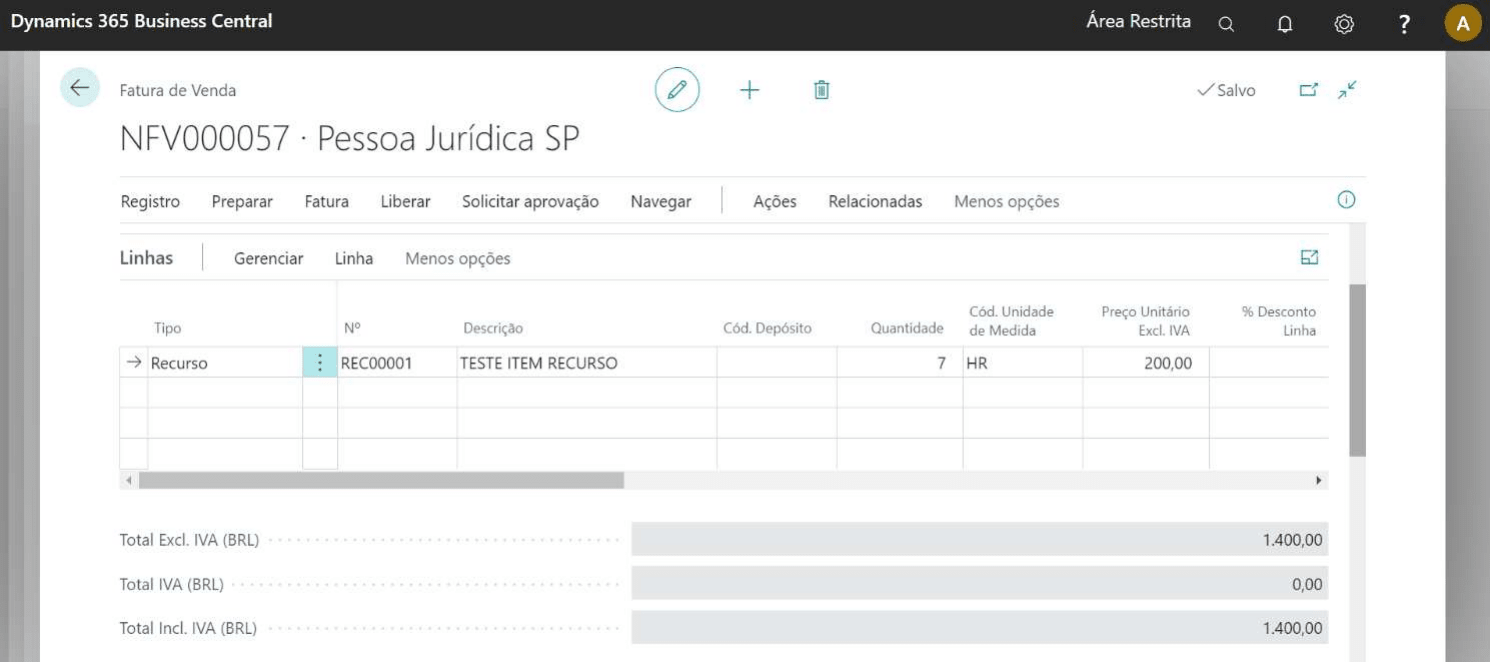 Dynamics 365 Business Central
Área Restrita
?
A
Fatura de Venda
Salvo
NFV000057 · Pessoa Jurídica SP
Registro Preparar Fatura Liberar Solicitar aprovação Navegar Ações Relacionadas Menos opções
Linhas Gerenciar Linha Menos opções
Tipo Nº Descrição Cód. Depósito Quantidade Cód. Unidade de Medida Preço Unitário Excl. IVA % Desconto Linha
Recurso REC00001 TESTE ITEM RECURSO 7 HR 200,00
Total Excl. IVA (BRL) 1.400,00
Total IVA (BRL) 0,00
Total Incl. IVA (BRL) 1.400,00